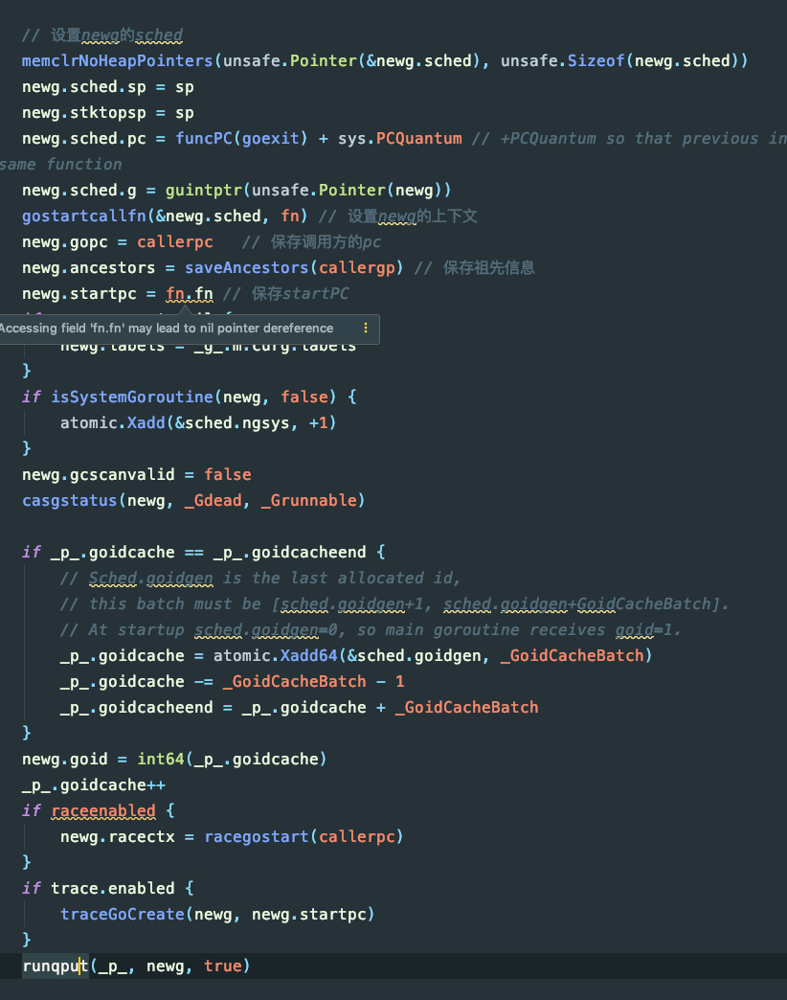 // 设置newg的sched
memclrNoHeapPointers(unsafe.Pointer(&newg.sched), unsafe.Sizeof(newg.sched))
newg.sched.sp = sp
newg.stktopsp = sp
newg.sched.pc = funcPC(goexit) + sys.PCQuantum // +PCQuantum so that previous in
same function
newg.sched.g = guintptr(unsafe.Pointer(newg))
gostartcallfn(&newg.sched, fn) // 设置newg的上下文
newg.gopc = callerpc   // 保存调用方的pc
newg.ancestors = saveAncestors(callergp) // 保存祖先信息
newg.startpc = fn.fn // 保存startPC
Accessing field 'fn.fn' may lead to nil pointer dereference
newg.labels = _g_.m.curg.labels
}
if isSystemGoroutine(newg, false) {
atomic.Xadd(&sched.ngsys, +1)
}
newg.gcscanvalid = false
casgstatus(newg, _Gdead, _Grunnable)
if _p_.goidcache == _p_.goidcacheend {
// Sched.goidgen is the last allocated id,
// this batch must be [sched.goidgen+1, sched.goidgen+GoidCacheBatch].
// At startup sched.goidgen=0, so main goroutine receives goid=1.
_p_.goidcache = atomic.Xadd64(&sched.goidgen, _GoidCacheBatch)
_p_.goidcache -= _GoidCacheBatch - 1
_p_.goidcacheend = _p_.goidcache + _GoidCacheBatch
}
newg.goid = int64(_p_.goidcache)
_p_.goidcache++
if raceenabled {
newg.racectx = racegostart(callerpc)
}
if trace.enabled {
traceGoCreate(newg, newg.startpc)
}
runqput(_p_, newg, true)